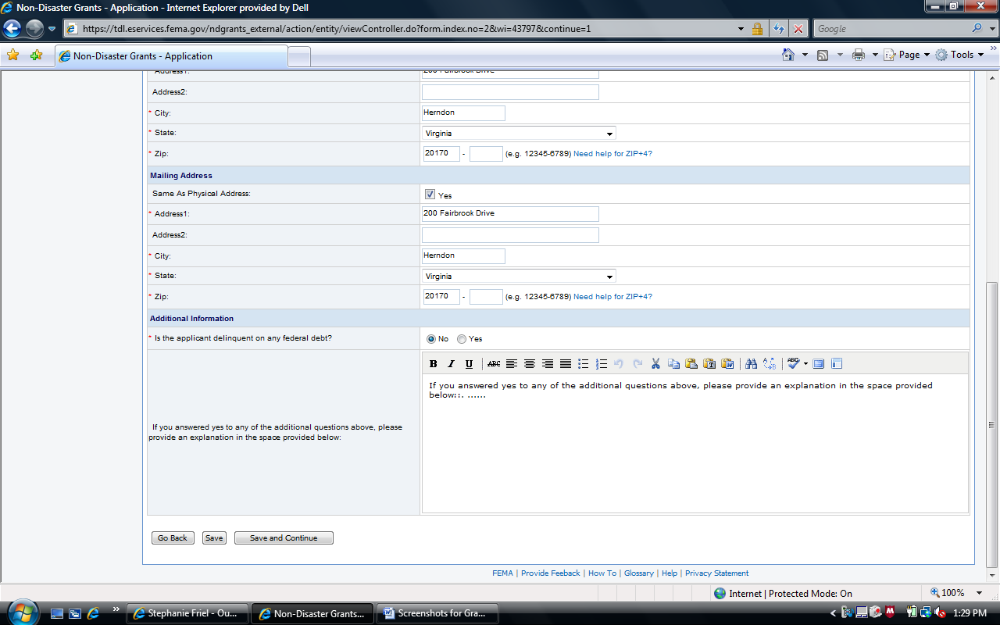 Non-Disaster Grants - Application - Internet Explorer provided by Dell
https://tdl.eservices.fema.gov/ndgrants_external/action/entity/viewController.do?form.index.no=2&wi=43797&continue=1
Google
Non-Disaster Grants - Application
Page
Tools
Address1:
200 Fairbrook Drive
Address2:
* City:
Herndon
* State:
Virginia
* Zip:
20170 - (e.g. 12345-6789) Need help for ZIP+4?
Mailing Address
Same As Physical Address:
Yes
* Address1:
200 Fairbrook Drive
Address2:
* City:
Herndon
* State:
Virginia
* Zip:
20170 - (e.g. 12345-6789) Need help for ZIP+4?
Additional Information
* Is the applicant delinquent on any federal debt?
No Yes
B I U ABC
ABC
If you answered yes to any of the additional questions above, please provide an explanation in the space provided
below::. ......
If you answered yes to any of the additional questions above, please
provide an explanation in the space provided below:
Go Back Save Save and Continue
FEMA | Provide Feeback | How To | Glossary | Help | Privacy Statement
Internet | Protected Mode: On
100%
Stephanie Friel - Ou...
Non-Disaster Grants...
Screenshots for Gra...
1:29 PM